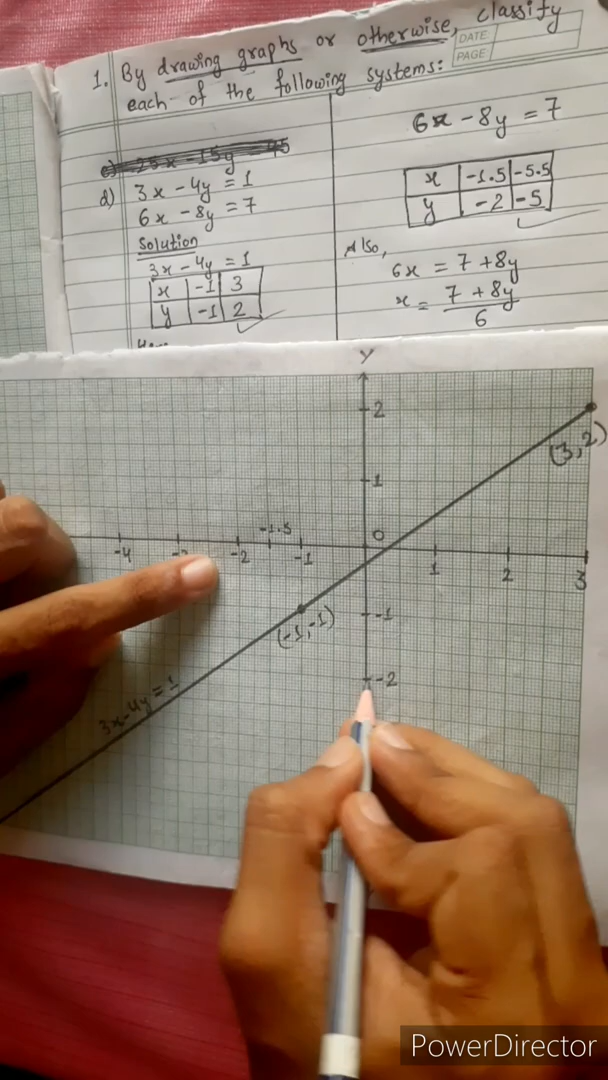 1. By drawing graphs or otherwise, classify
each of the following systems:
DATE:
PAGE
d) 3x - 4y = 1
6x - 8y = 7
Solution
3x - 4y = 1
x -1 3
y -1 2
6x - 8y = 7
x -1.5 -5.5
y -2 -5
Also,
6x = 7 + 8y
x = 7 + 8y
6
Y
2
1
0
-4 -2 -1.5 -1 1 2 3
-1
-2
(3, 2)
(-1, -1)
3x - 4y = 1
PowerDirector